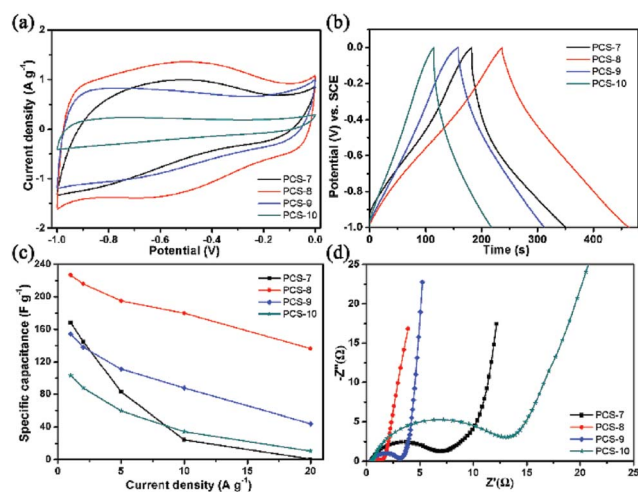 (a)
Current density (A g⁻¹)
2
1
0
-1
-2
-1.0 -0.8 -0.6 -0.4 -0.2 0.0
Potential (V)
PCS-7
PCS-8
PCS-9
PCS-10
(b)
Potential (V) vs. SCE
0.0
-0.2
-0.4
-0.6
-0.8
-1.0
0 100 200 300 400
Time (s)
PCS-7
PCS-8
PCS-9
PCS-10
(c)
Specific capacitance (F g⁻¹)
240
200
160
120
80
40
0
5 10 15 20
Current density (A g⁻¹)
PCS-7
PCS-8
PCS-9
PCS-10
(d)
-Z''(Ω)
25
20
15
10
5
0
0 5 10 15 20 25
Z'(Ω)
PCS-7
PCS-8
PCS-9
PCS-10